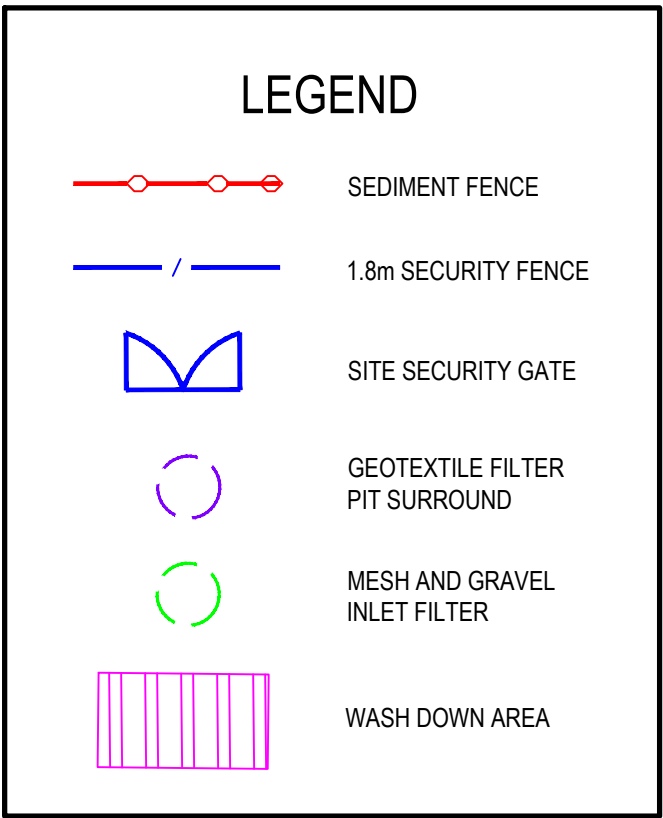 LEGEND
SEDIMENT FENCE
1.8m SECURITY FENCE
SITE SECURITY GATE
GEOTEXTILE FILTER
PIT SURROUND
MESH AND GRAVEL
INLET FILTER
WASH DOWN AREA